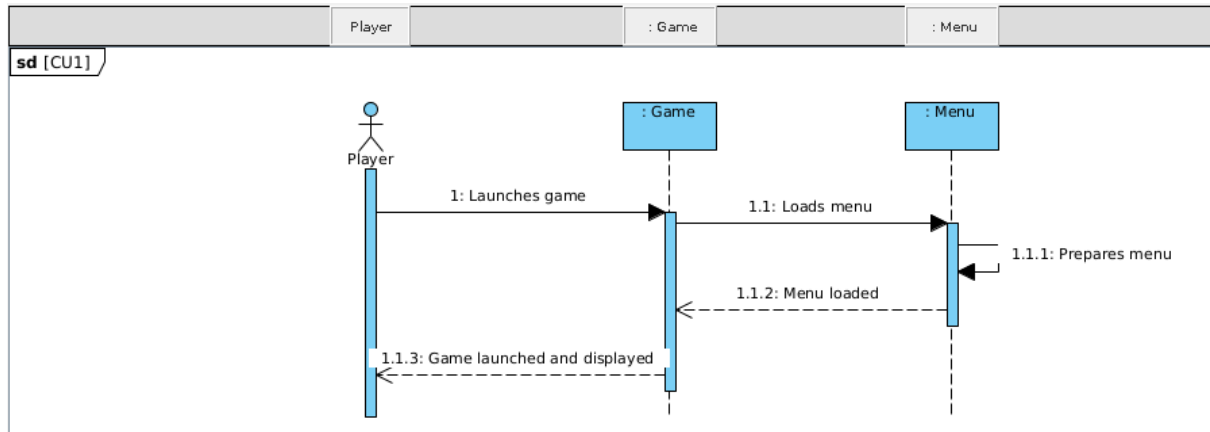 Player
: Game
: Menu
sd [CU1]
: Game
: Menu
Player
1: Launches game
1.1: Loads menu
1.1.1: Prepares menu
1.1.2: Menu loaded
1.1.3: Game launched and displayed